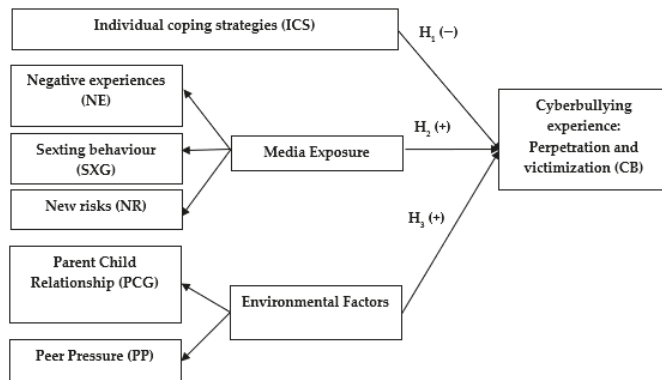 Individual coping strategies (ICS)
H₁ (−)
Negative experiences
(NE)
Sexting behaviour
(SXG)
New risks (NR)
Media Exposure
H₂ (+)
Cyberbullying
experience:
Perpetration and
victimization (CB)
H₃ (+)
Parent Child
Relationship (PCG)
Environmental Factors
Peer Pressure (PP)